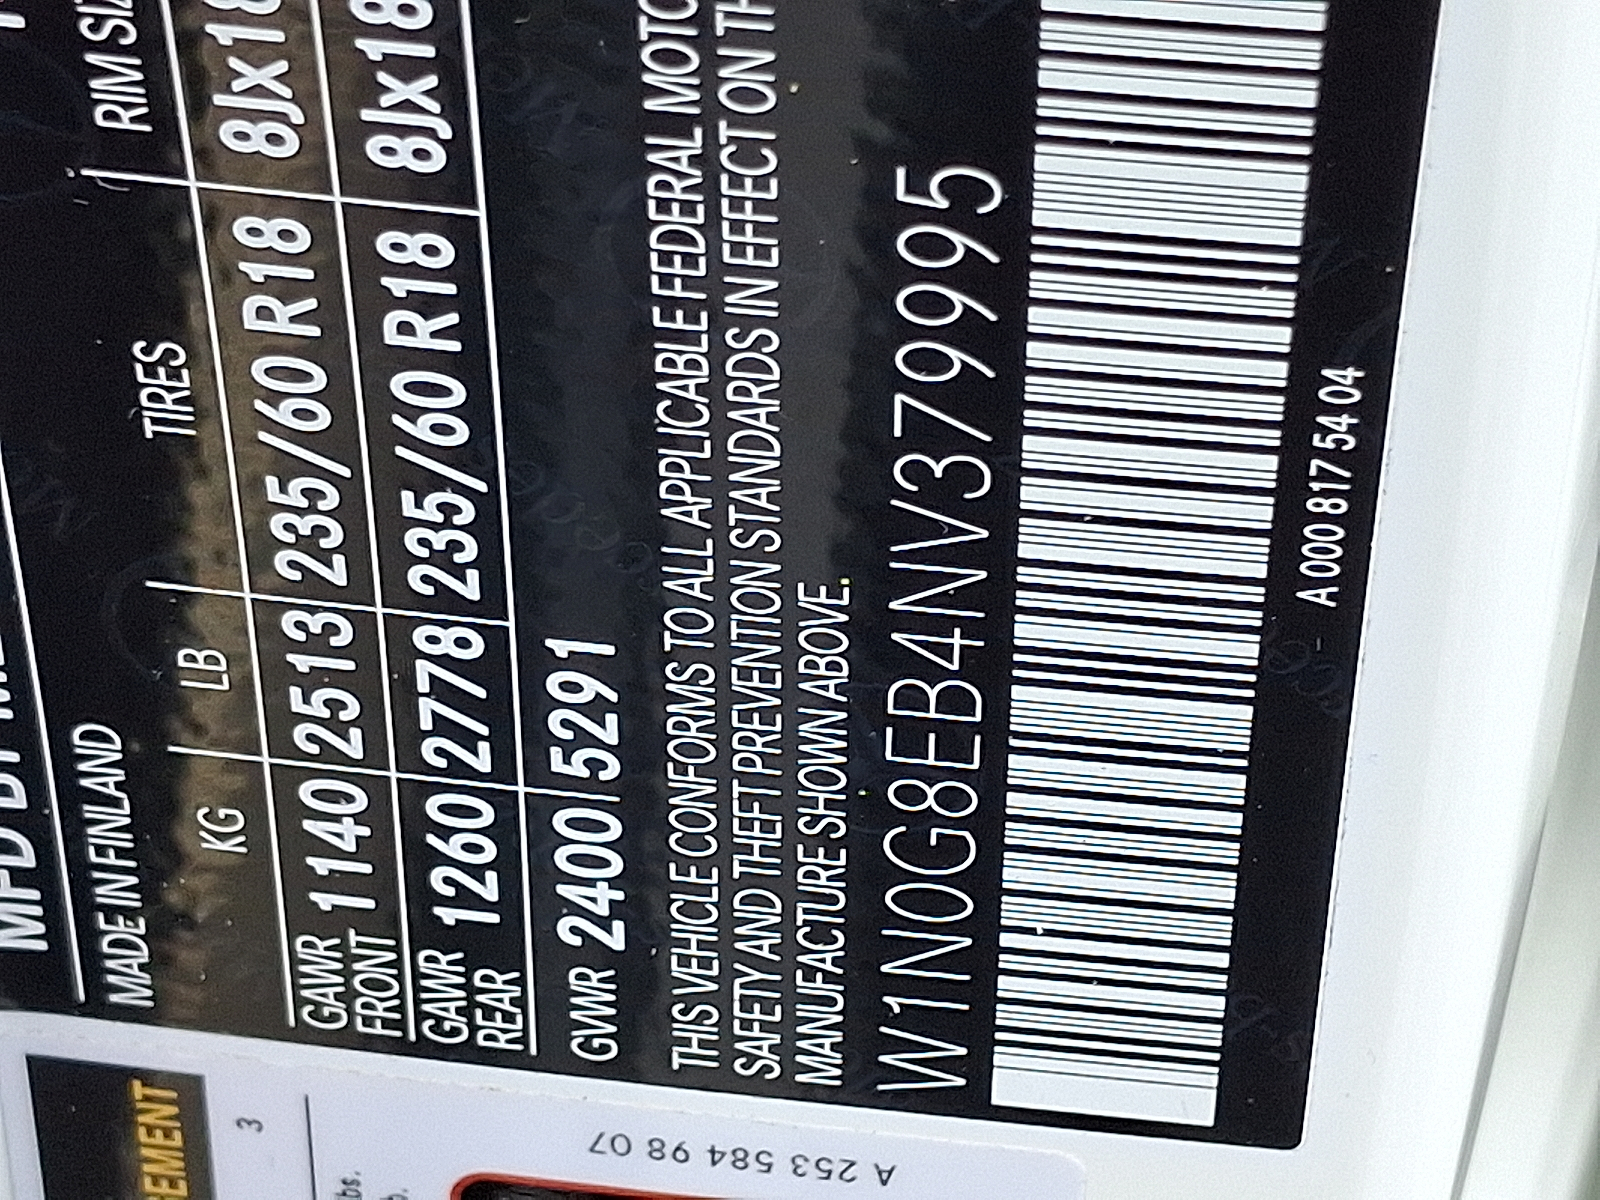 MADE IN FINLAND
KG LB TIRES RIM
GAWR FRONT 1140 2513 235/60 R18 8Jx18
GAWR REAR 1260 2778 235/60 R18 8Jx18
GVWR 2400 5291
THIS VEHICLE CONFORMS TO ALL APPLICABLE FEDERAL
SAFETY AND THEFT PREVENTION STANDARDS IN EFFECT ON
MANUFACTURE SHOWN ABOVE.
W1N0G8EB4NV379995
A 000 817 54 04
3
A 253 584 98 07